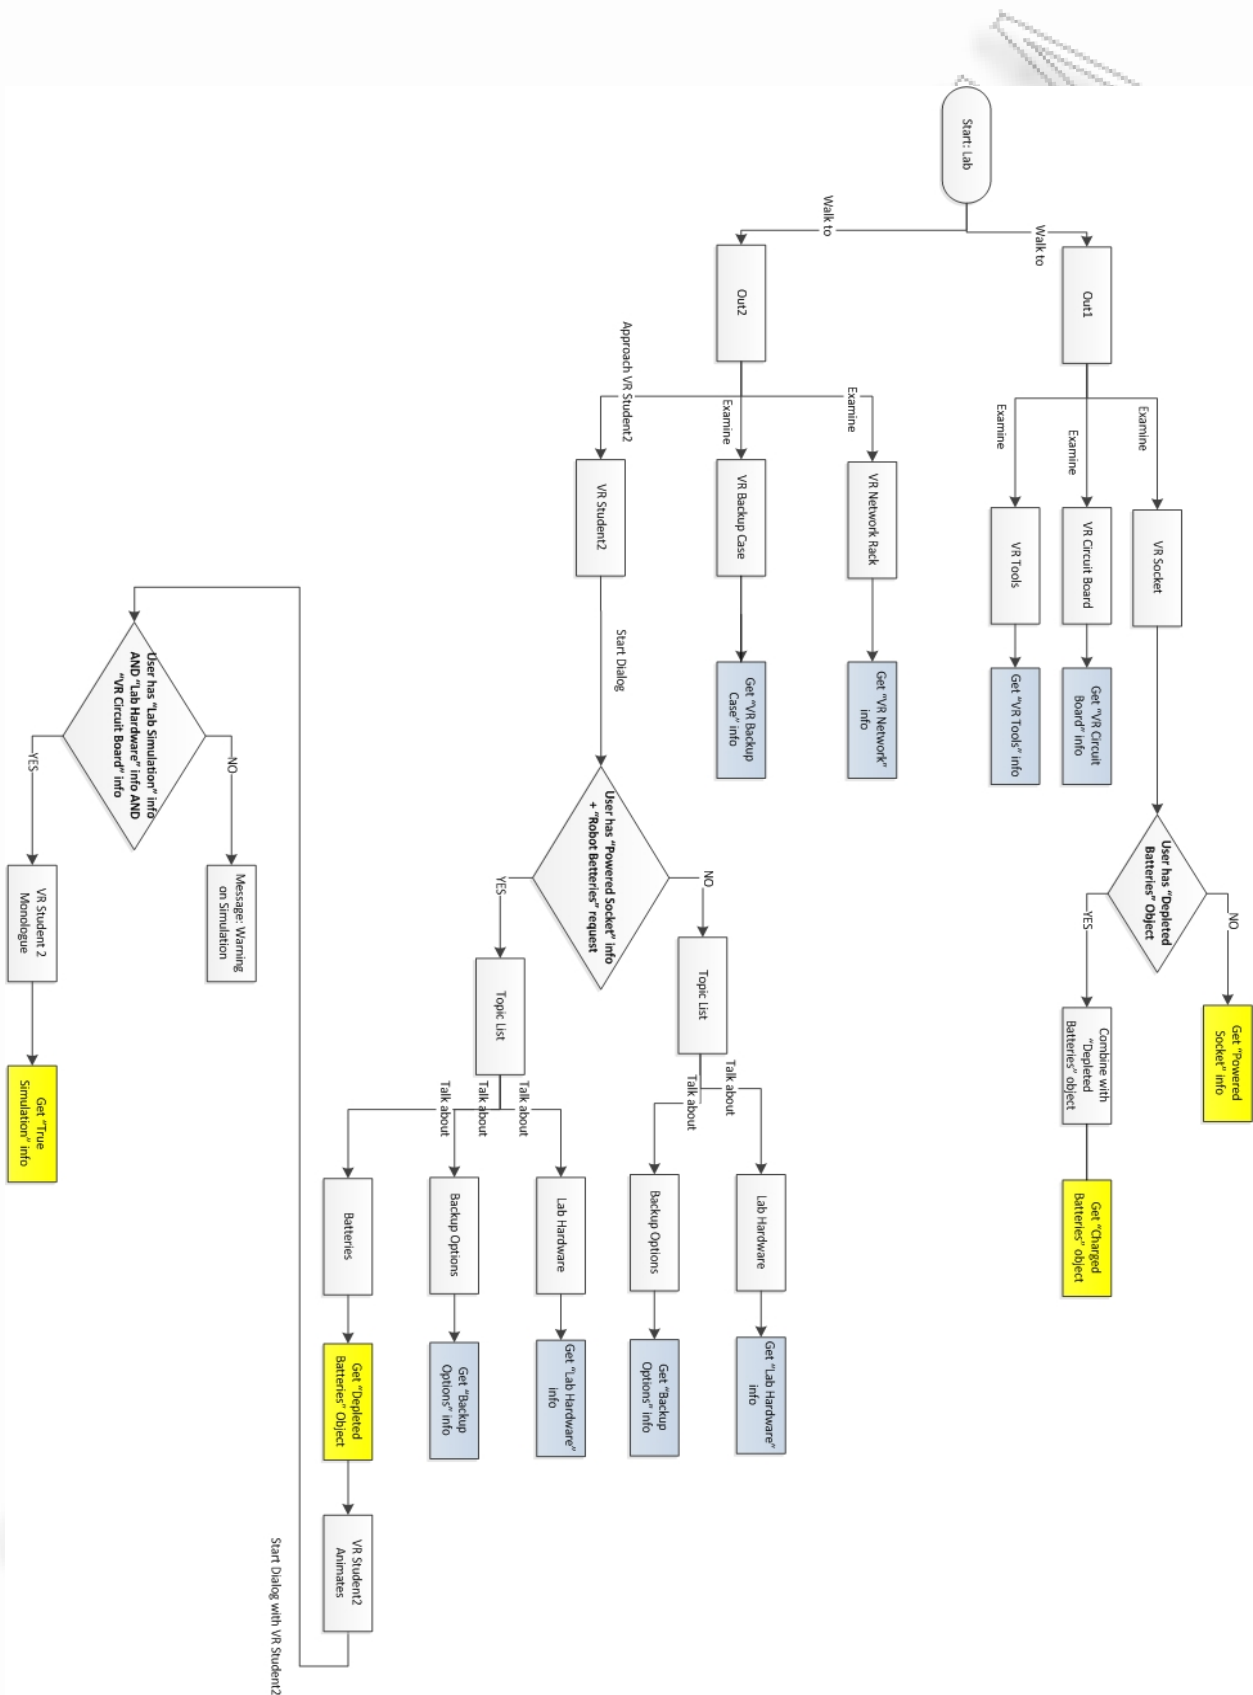 Start: Lab
Walk to
Walk to
Out1
Out2
Examine
Examine
Examine
VR Socket
VR Circuit Board
VR Tools
User has "Depleted
Batteries" Object
NO
YES
Get "Powered
Socket" info
Combine with
"Depleted
Batteries" object
Get "Charged
Batteries" object
Get "VR Circuit
Board" info
Get "VR Tools" info
Examine
Examine
Approach VR Student2
VR Network Rack
VR Backup Case
VR Student2
Get "VR Network"
info
Get "VR Backup
Case" info
Start Dialog
User has "Powered Socket" info
+ "Robot Betteries" request
NO
YES
Topic List
Talk about
Talk about
Lab Hardware
Backup Options
Get "Lab Hardware"
info
Get "Backup
Options" info
Topic List
Talk about
Talk about
Talk about
Lab Hardware
Backup Options
Batteries
Get "Lab Hardware"
info
Get "Backup
Options" info
Get "Depleted
Batteries" Object
VR Student2
Animates
Start Dialog with VR Student2
User has "Lab Simulation" info
AND "Lab Hardware" info AND
"VR Circuit Board" info
NO
YES
Message: Warning
on Simulation
VR Student 2
Monologue
Get "True
Simulation" info